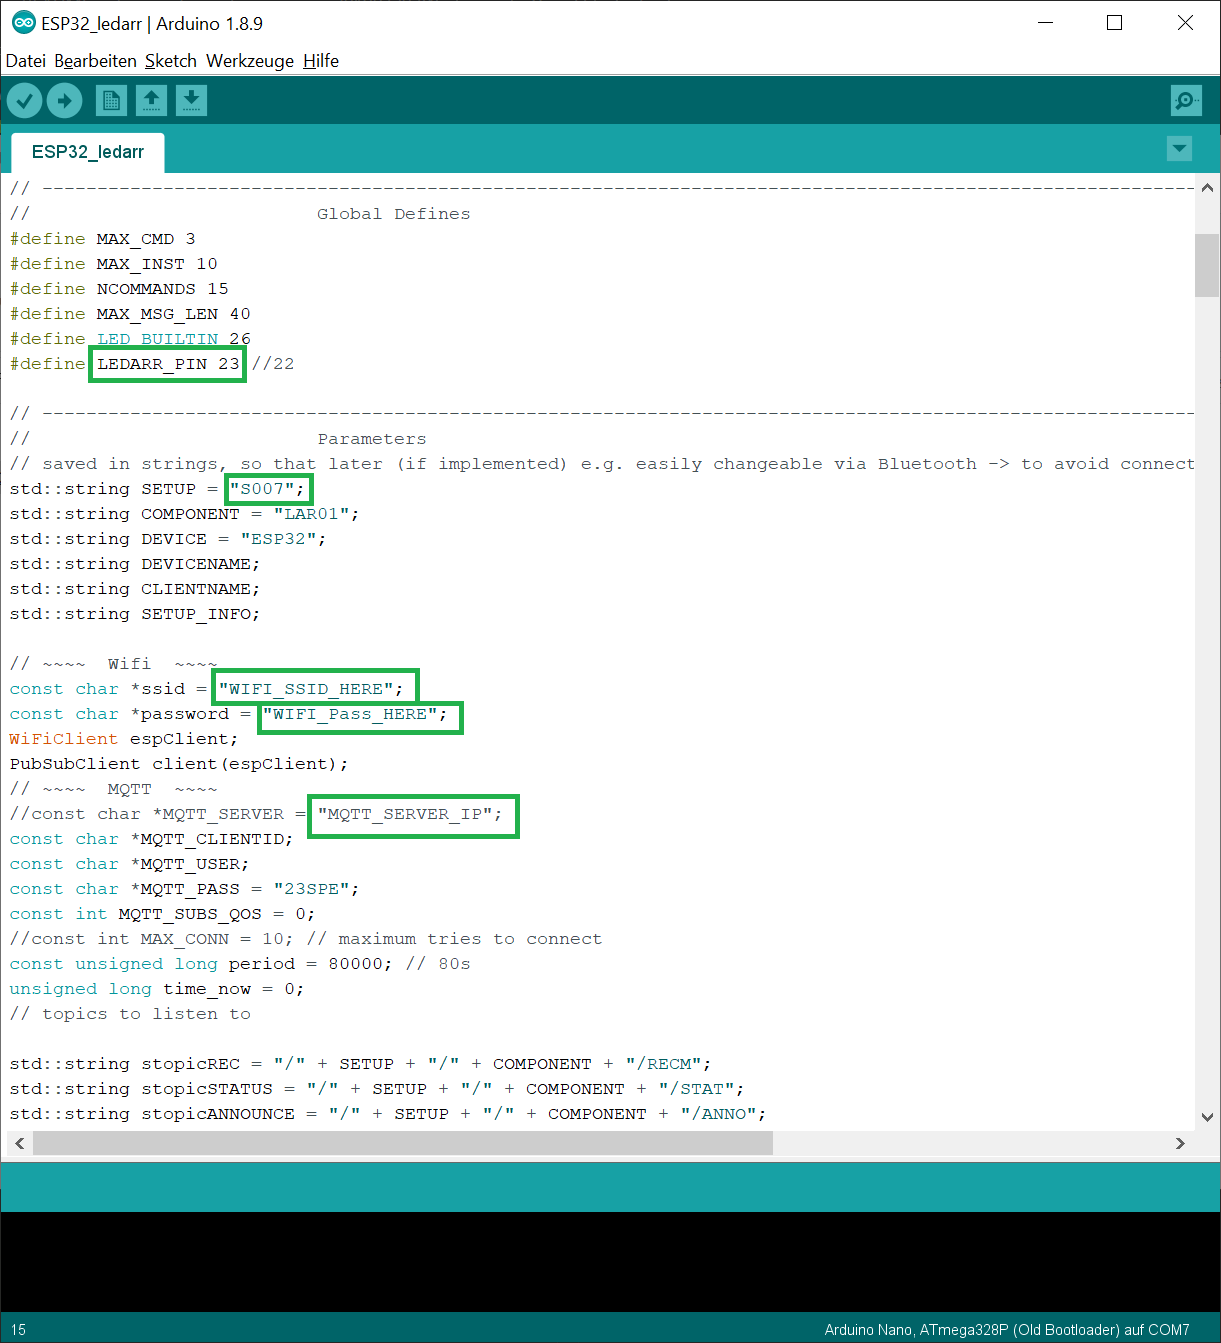 ESP32_ledarr | Arduino 1.8.9
Datei Bearbeiten Sketch Werkzeuge Hilfe
ESP32_ledarr
// ----------------------------------------------------------------------------------------------------------
// Global Defines
#define MAX_CMD 3
#define MAX_INST 10
#define NCOMMANDS 15
#define MAX_MSG_LEN 40
#define LED_BUILTIN 26
#define LEDARR_PIN 23 //22
// ----------------------------------------------------------------------------------------------------------
// Parameters
// saved in strings, so that later (if implemented) e.g. easily changeable via Bluetooth -> to avoid connect
std::string SETUP = "S007";
std::string COMPONENT = "LAR01";
std::string DEVICE = "ESP32";
std::string DEVICENAME;
std::string CLIENTNAME;
std::string SETUP_INFO;
// ~~~~ Wifi ~~~~
const char *ssid = "WIFI_SSID_HERE";
const char *password = "WIFI_Pass_HERE";
WiFiClient espClient;
PubSubClient client(espClient);
// ~~~~ MQTT ~~~~
//const char *MQTT_SERVER = "MQTT_SERVER_IP";
const char *MQTT_CLIENTID;
const char *MQTT_USER;
const char *MQTT_PASS = "23SPE";
const int MQTT_SUBS_QOS = 0;
//const int MAX_CONN = 10; // maximum tries to connect
const unsigned long period = 80000; // 80s
unsigned long time_now = 0;
// topics to listen to
std::string stopicREC = "/" + SETUP + "/" + COMPONENT + "/RECM";
std::string stopicSTATUS = "/" + SETUP + "/" + COMPONENT + "/STAT";
std::string stopicANNOUNCE = "/" + SETUP + "/" + COMPONENT + "/ANNO";
15 Arduino Nano, ATmega328P (Old Bootloader) auf COM7